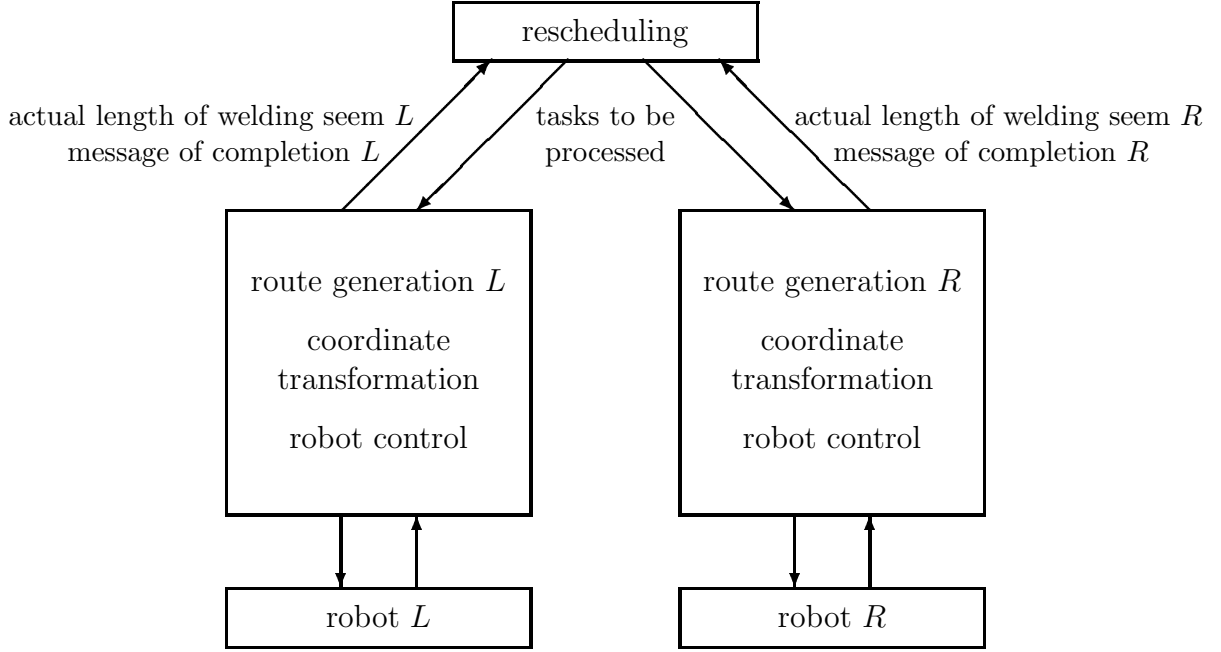 rescheduling
actual length of welding seem L
message of completion L
tasks to be
processed
actual length of welding seem R
message of completion R
route generation L
coordinate
transformation
robot control
route generation R
coordinate
transformation
robot control
robot L
robot R